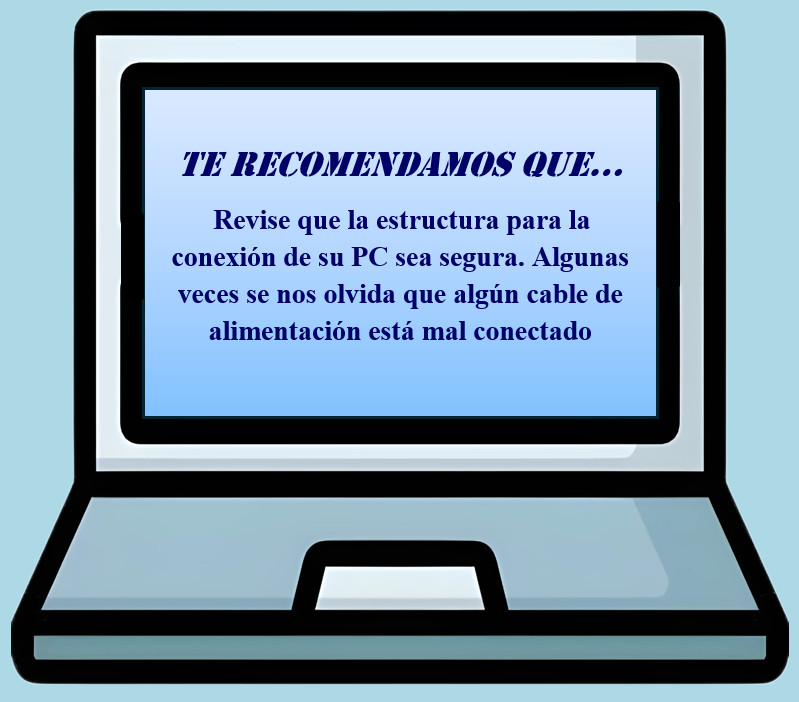 TE RECOMENDAMOS QUE...
Revise que la estructura para la
conexión de su PC sea segura. Algunas
veces se nos olvida que algún cable de
alimentación está mal conectado